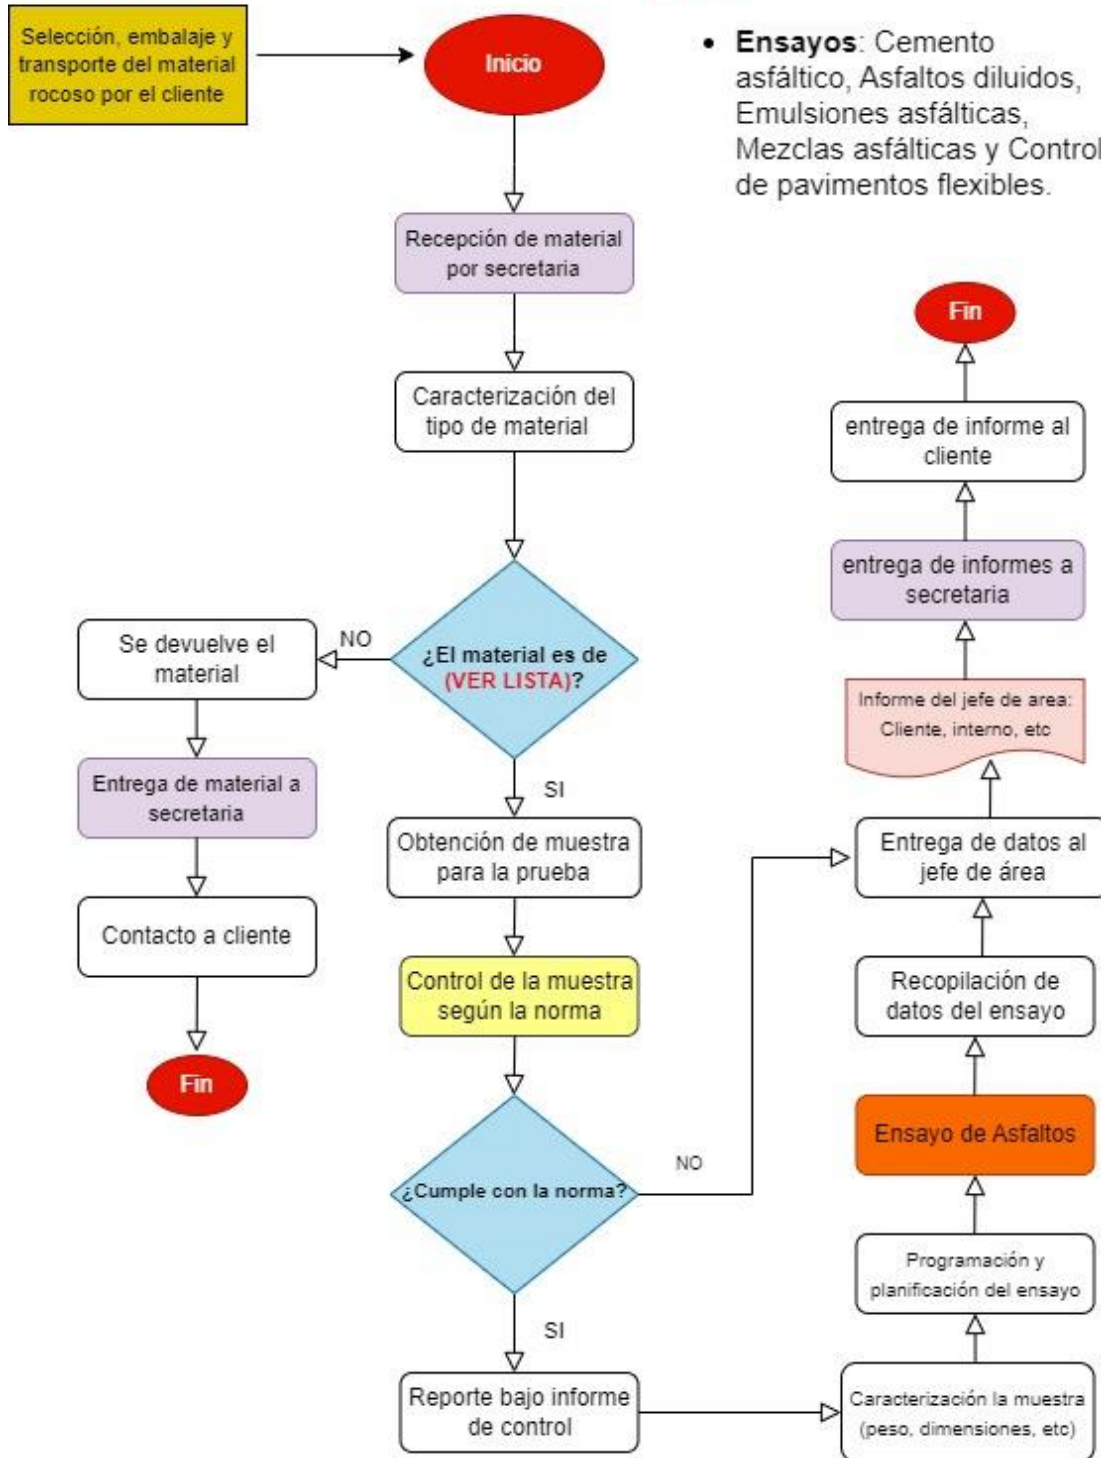 Selección, embalaje y
transporte del material
rocoso por el cliente
Inicio
• Ensayos: Cemento
asfáltico, Asfaltos diluidos,
Emulsiones asfálticas,
Mezclas asfálticas y Control
de pavimentos flexibles.
Recepción de material
por secretaria
Caracterización del
tipo de material
¿El material es de
(VER LISTA)?
NO
Se devuelve el
material
Entrega de material a
secretaria
Contacto a cliente
Fin
SI
Obtención de muestra
para la prueba
Control de la muestra
según la norma
¿Cumple con la norma?
NO
SI
Reporte bajo informe
de control
Fin
entrega de informe al
cliente
entrega de informes a
secretaria
Informe del jefe de area:
Cliente, interno, etc
Entrega de datos al
jefe de área
Recopilación de
datos del ensayo
Ensayo de Asfaltos
Programación y
planificación del ensayo
Caracterización la muestra
(peso, dimensiones, etc)